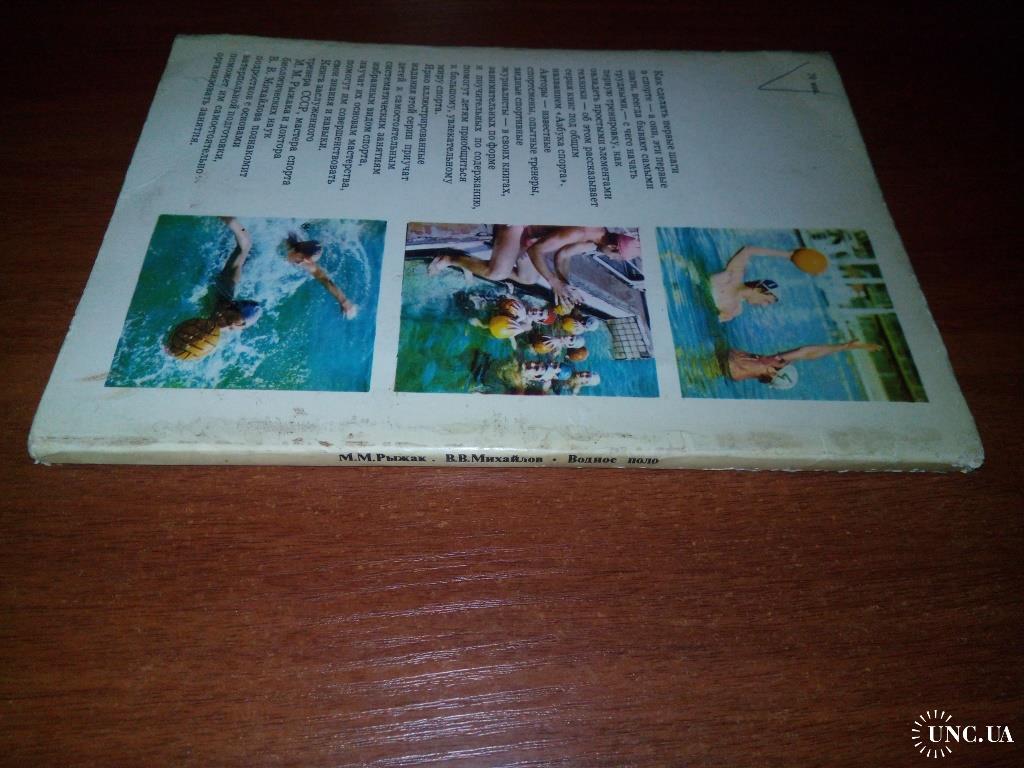 Как сделать первые шаги
в спорте — а они, эти первые
шаги, всегда бывают самыми
трудными, — с чего начать
первую тренировку, как
овладеть простыми элементами
техники — об этом рассказывает
серия книг под общим
названием «Азбука спорта».
Авторы — известные
спортсмены, опытные тренеры,
видные спортивные
журналисты — в своих книгах,
занимательных по форме
и поучительных по содержанию,
помогут детям приобщиться
к большому, увлекательному
миру спорта.
Ярко иллюстрированные
издания этой серии приучат
детей к самостоятельным
систематическим занятиям
избранным видом спорта,
научат их основам мастерства,
помогут им совершенствовать
свои знания и навыки.
Книга заслуженного
тренера СССР, мастера спорта
М. М. Рыжака и доктора
биологических наук
В. В. Михайлова познакомит
подростков с основами
ватерпольной подготовки,
поможет им самостоятельно
организовать занятия.
М.М.Рыжак . В.В.Михайлов · Водное поло
UNC.UA